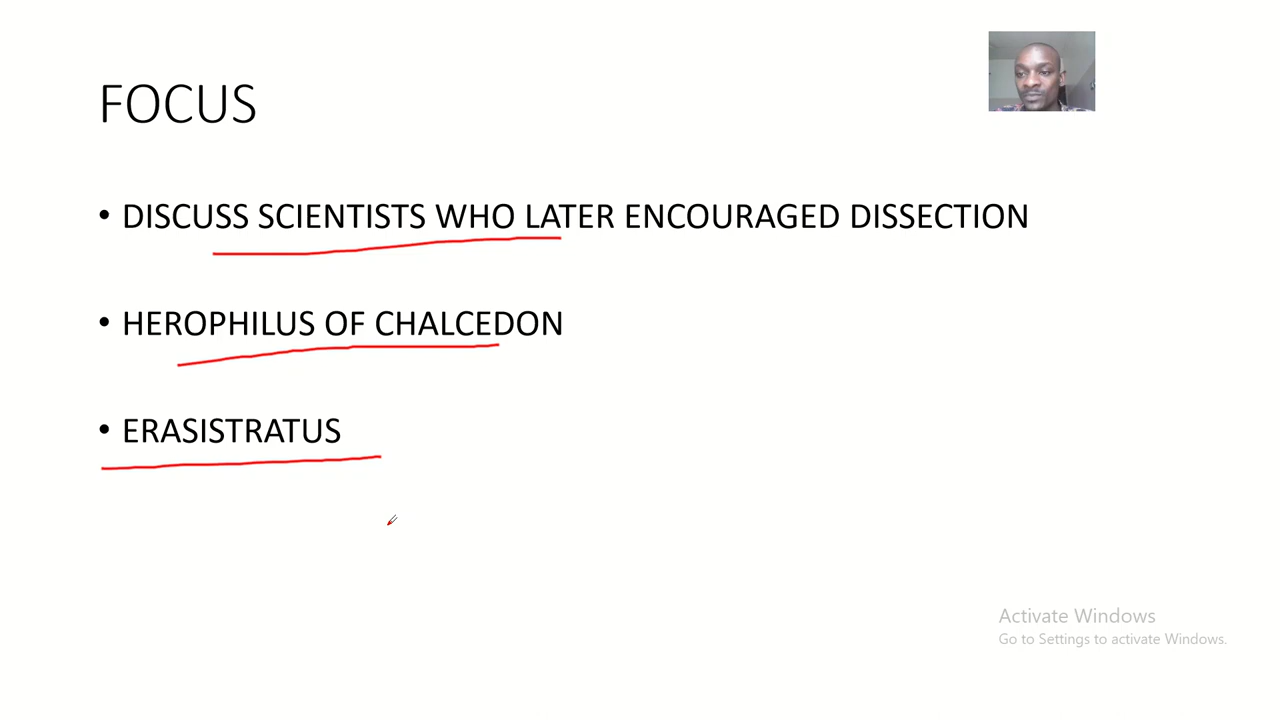 FOCUS
• DISCUSS SCIENTISTS WHO LATER ENCOURAGED DISSECTION
• HEROPHILUS OF CHALCEDON
• ERASISTRATUS
Activate Windows
Go to Settings to activate Windows.